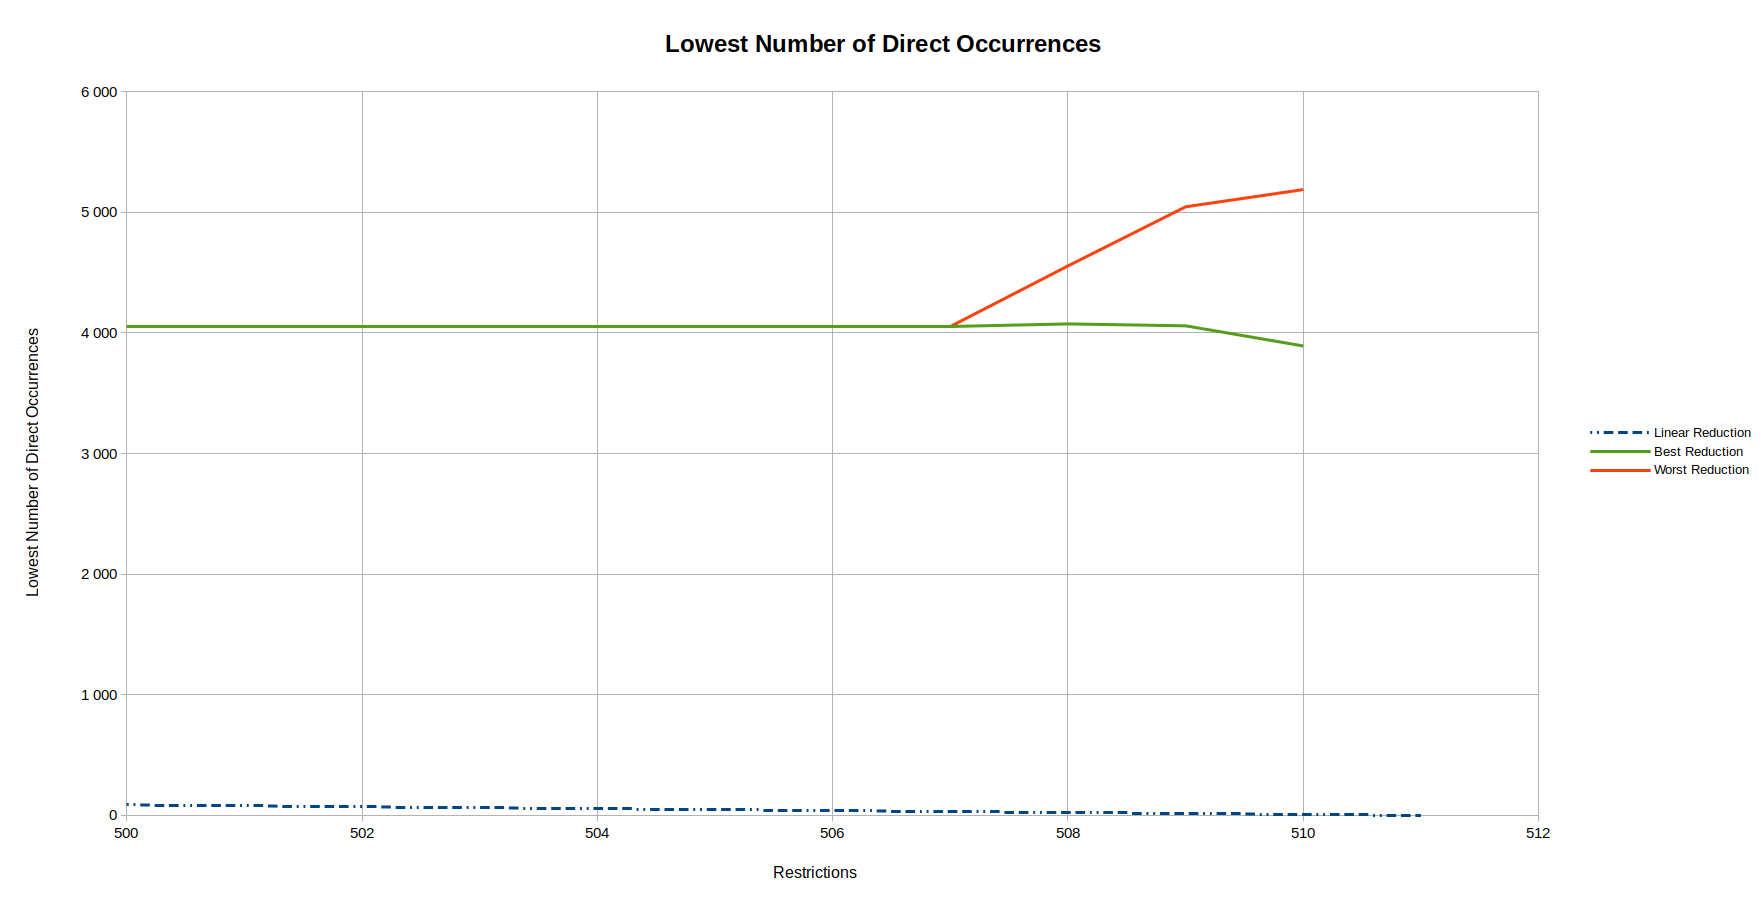 Lowest Number of Direct Occurrences
6 000
5 000
4 000
3 000
2 000
1 000
0
Lowest Number of Direct Occurrences
500
502
504
506
508
510
512
Restrictions
Linear Reduction
Best Reduction
Worst Reduction